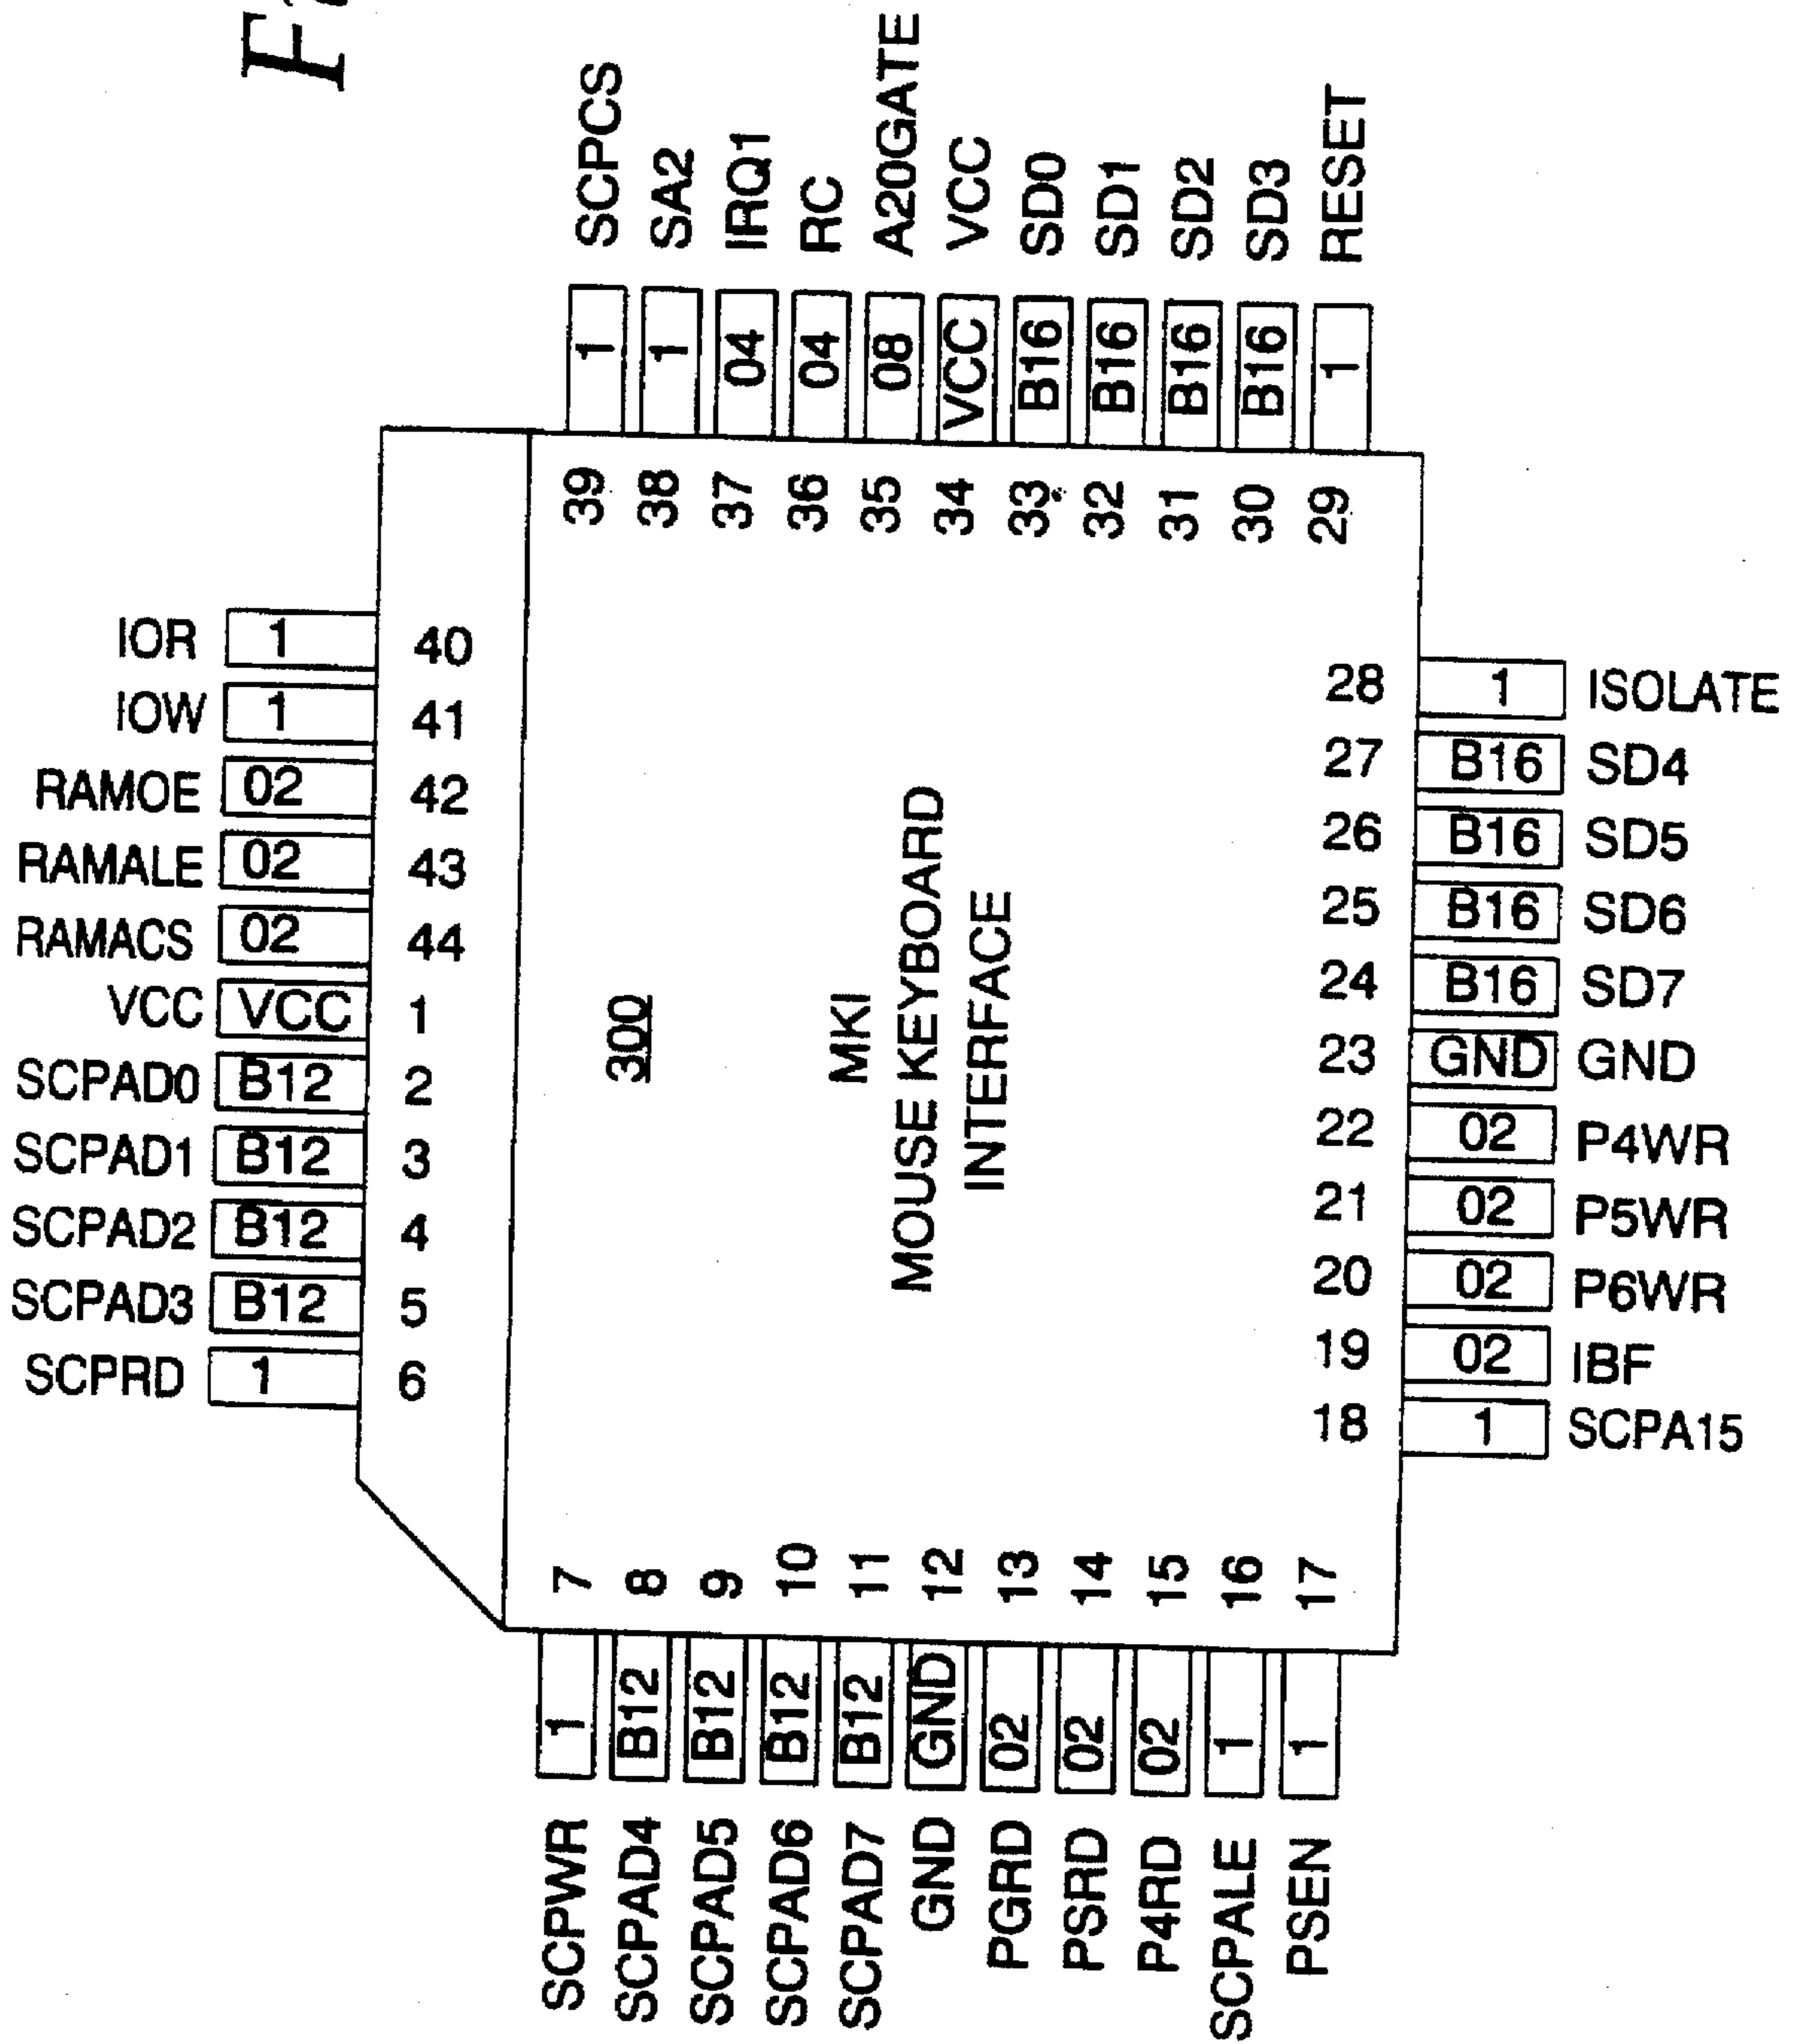 SCPCS 1 39
SA2 1 38
IRQ1 04 37
RC 04 36
A20GATE 08 35
VCC VCC 34
SD0 B16 33
SD1 B16 32
SD2 B16 31
SD3 B16 30
RESET 1 29
IOR 1 40
IOW 1 41
RAMOE 02 42
RAMALE 02 43
RAMACS 02 44
VCC VCC 1
SCPAD0 B12 2
SCPAD1 B12 3
SCPAD2 B12 4
SCPAD3 B12 5
SCPRD 1 6
300
MKI
MOUSE KEYBOARD
INTERFACE
28 1 ISOLATE
27 B16 SD4
26 B16 SD5
25 B16 SD6
24 B16 SD7
23 GND GND
22 02 P4WR
21 02 P5WR
20 02 P6WR
19 02 IBF
18 1 SCPA15
7 1 SCPWR
8 B12 SCPAD4
9 B12 SCPAD5
10 B12 SCPAD6
11 B12 SCPAD7
12 GND GND
13 02 PGRD
14 02 PSRD
15 02 P4RD
16 1 SCPALE
17 1 PSEN